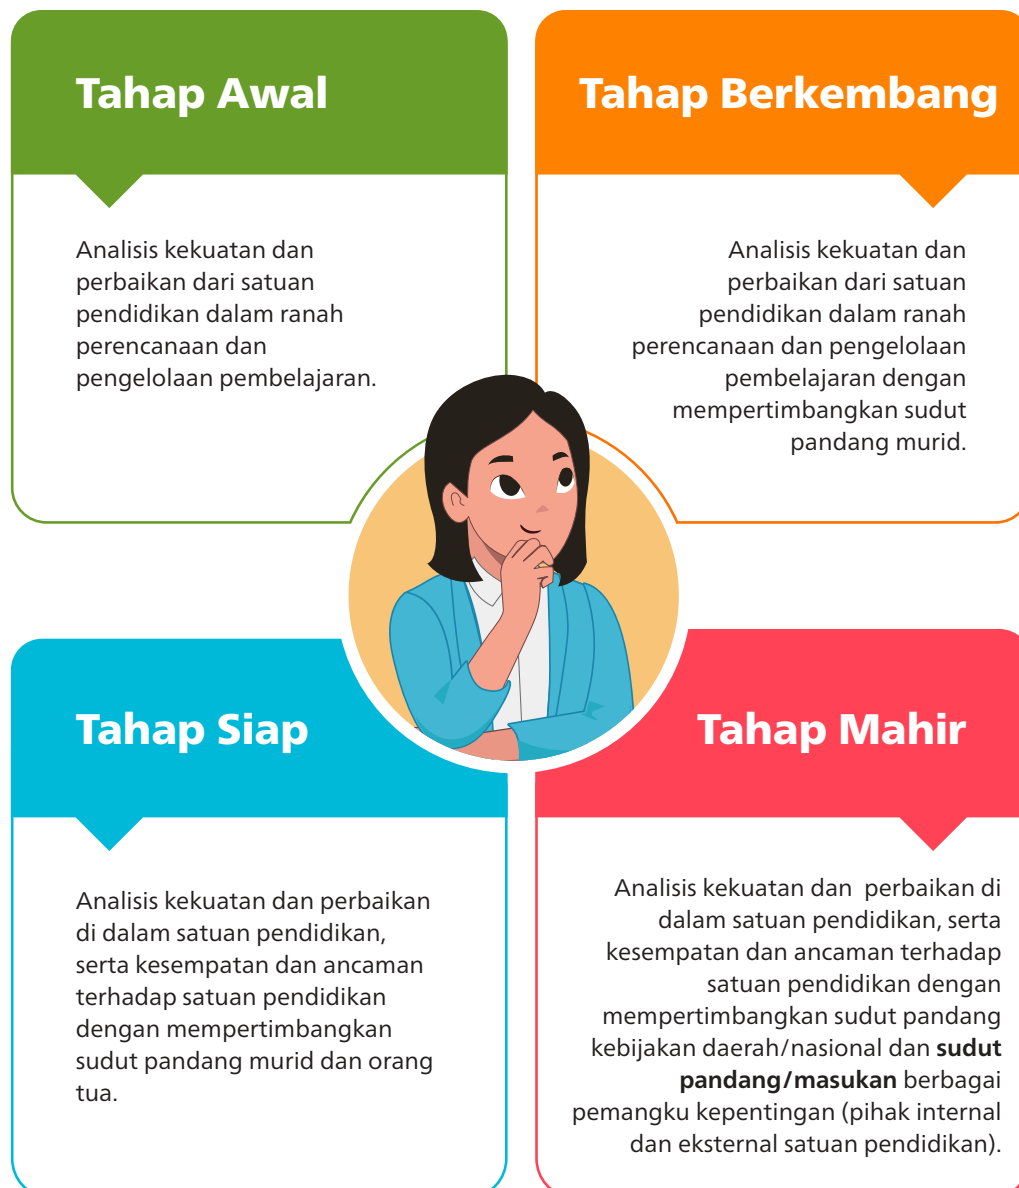 Tahap Awal
Analisis kekuatan dan
perbaikan dari satuan
pendidikan dalam ranah
perencanaan dan
pengelolaan pembelajaran.
Tahap Berkembang
Analisis kekuatan dan
perbaikan dari satuan
pendidikan dalam ranah
perencanaan dan pengelolaan
pembelajaran dengan
mempertimbangkan sudut
pandang murid.
Tahap Siap
Analisis kekuatan dan perbaikan
di dalam satuan pendidikan,
serta kesempatan dan ancaman
terhadap satuan pendidikan
dengan mempertimbangkan
sudut pandang murid dan orang
tua.
Tahap Mahir
Analisis kekuatan dan  perbaikan di
dalam satuan pendidikan, serta
kesempatan dan ancaman terhadap
satuan pendidikan dengan
mempertimbangkan sudut pandang
kebijakan daerah/nasional dan sudut
pandang/masukan berbagai
pemangku kepentingan (pihak internal
dan eksternal satuan pendidikan).